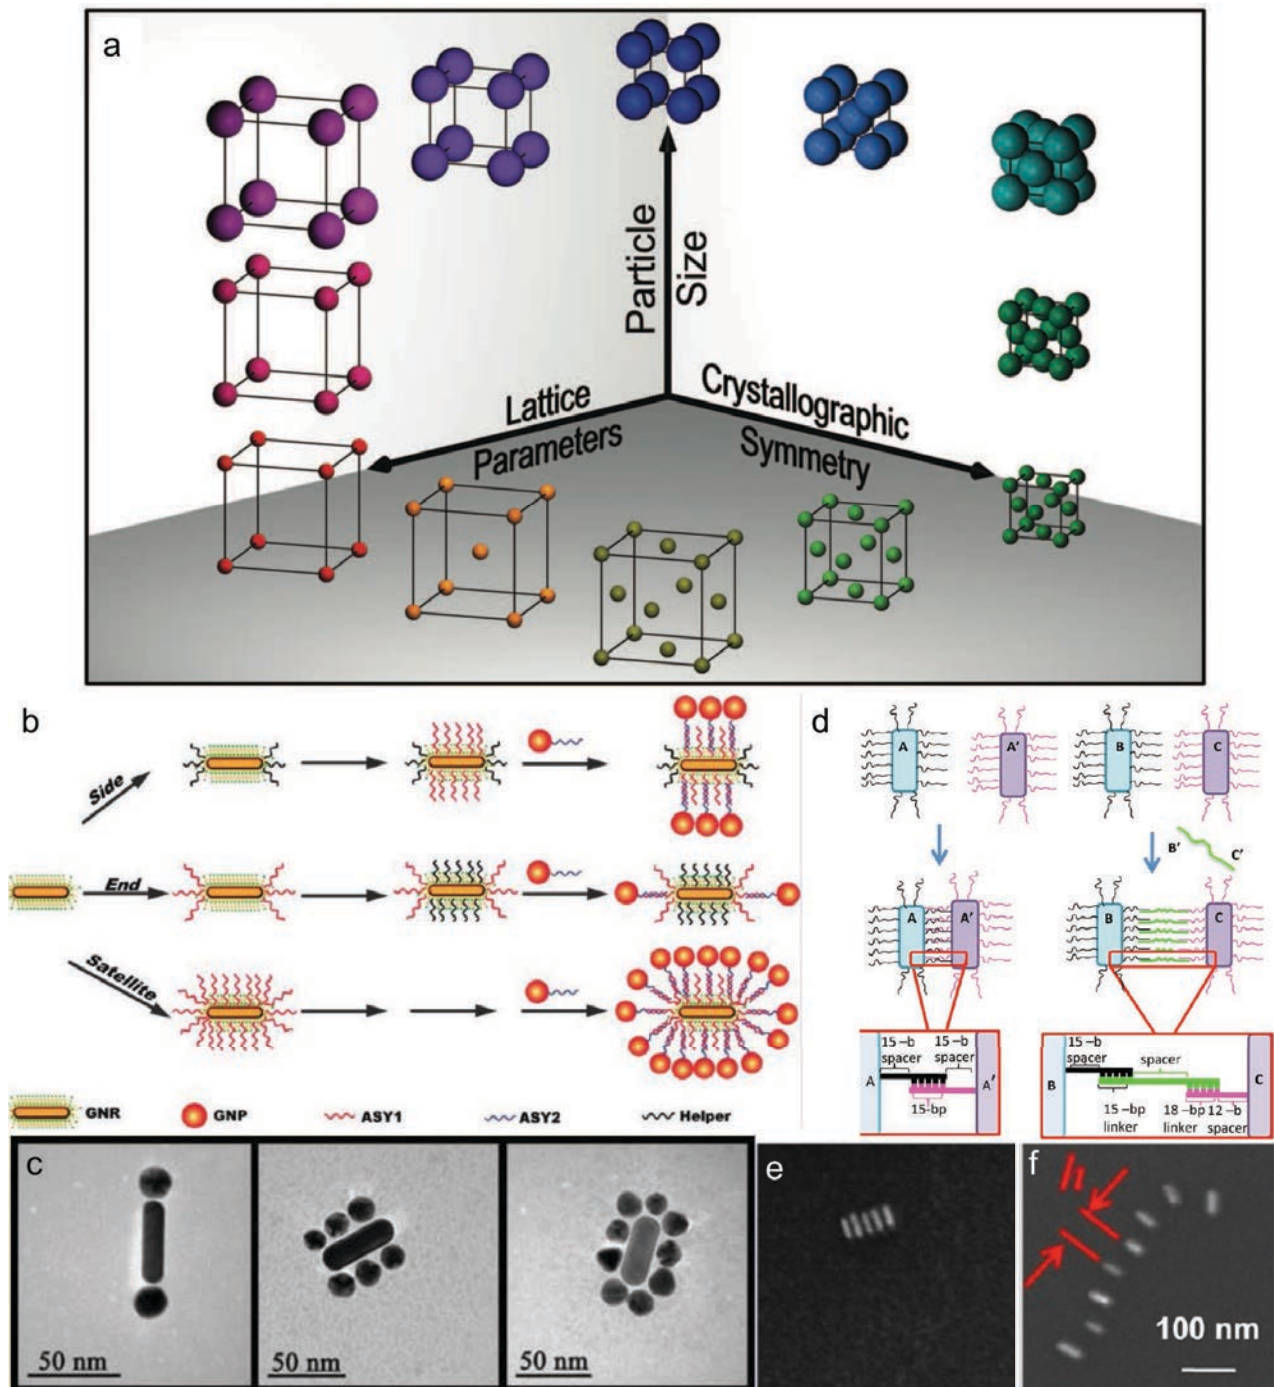 a
Particle
Size
Lattice
Parameters
Crystallographic
Symmetry
b
Side
End
Satellite
GNR
GNP
ASY1
ASY2
Helper
c
50 nm
50 nm
50 nm
d
A
A'
B
C
B'
C'
A
A'
B
C
15 –b
spacer
15 –b
spacer
A
A'
15-bp
15 –b
spacer
spacer
B
C
15 –bp
linker
18 –bp
linker
12 –b
spacer
e
f
h
100 nm